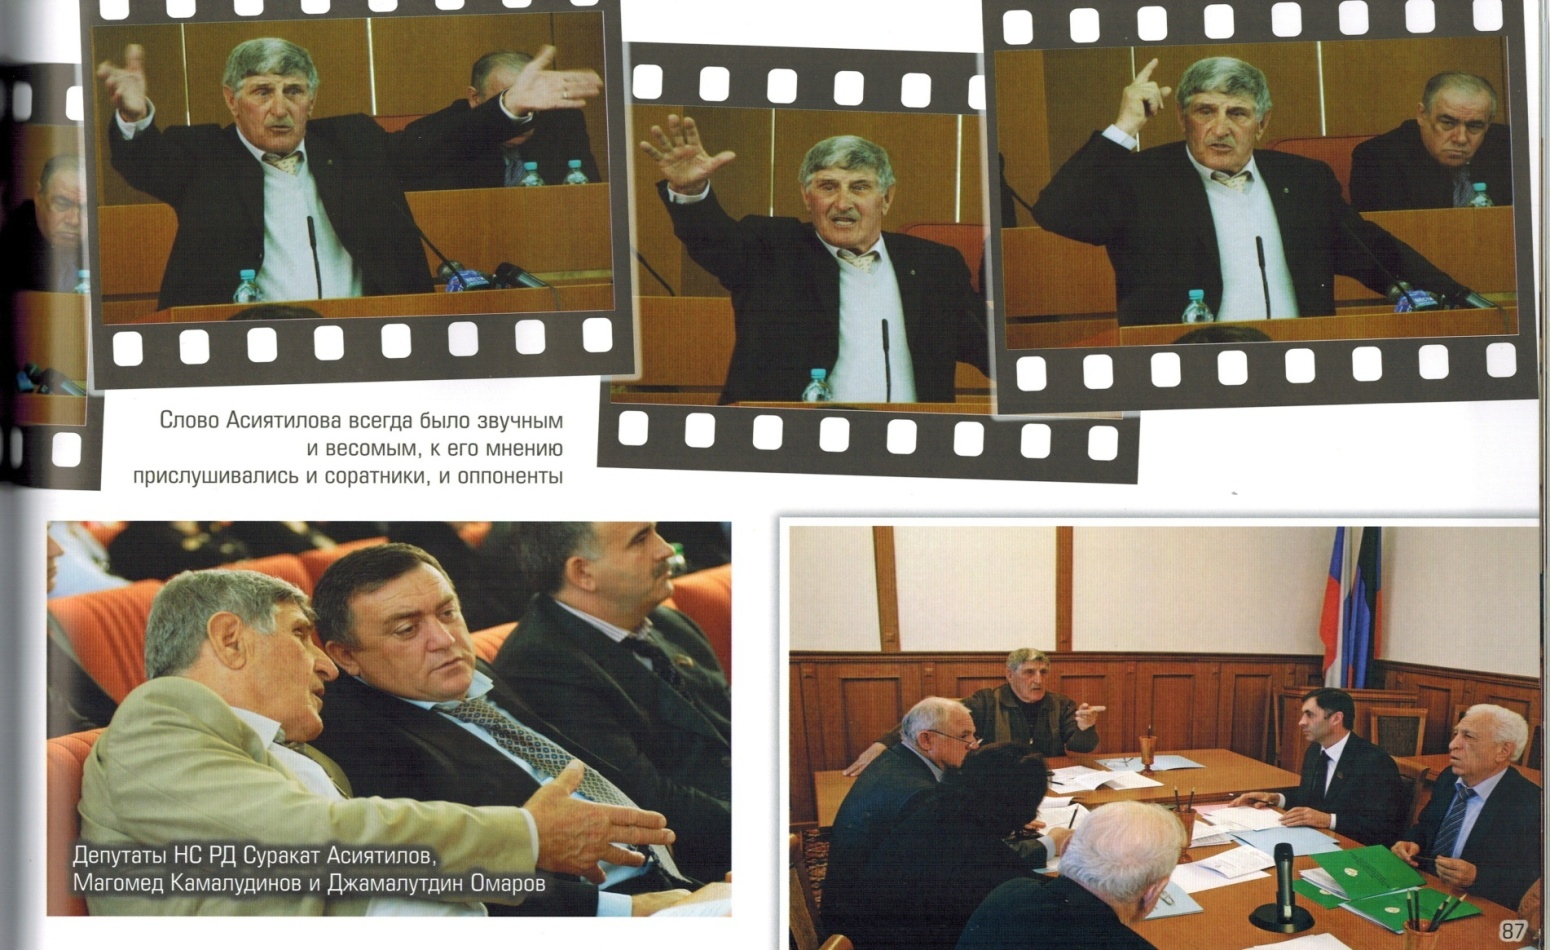 Слово Асиятилова всегда было звучным
и весомым, к его мнению
прислушивались и соратники, и оппоненты
Депутаты НС РД Суракат Асиятилов,
Магомед Камалудинов и Джамалутдин Омаров
87